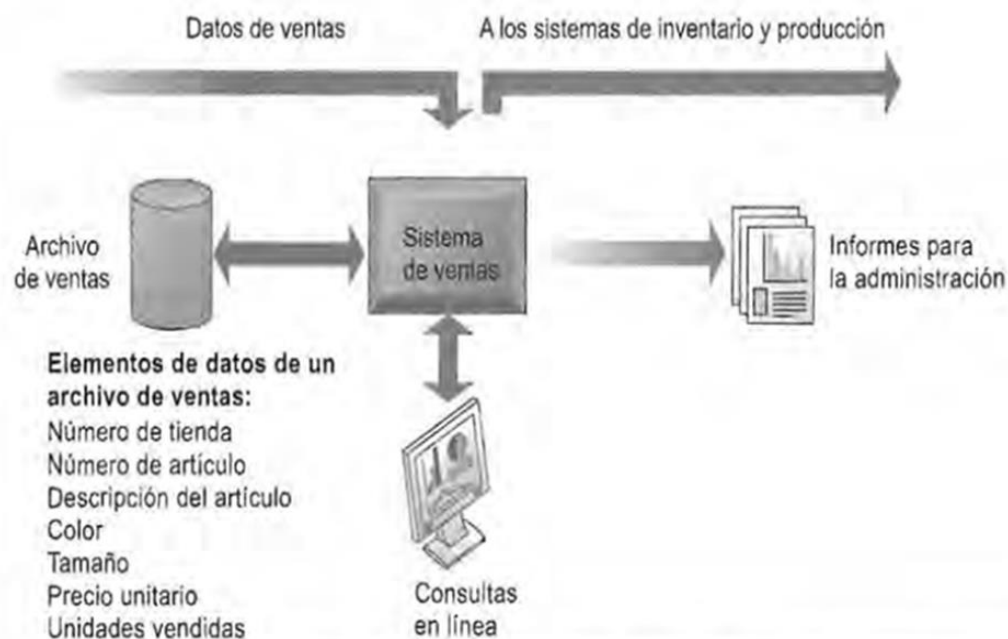 Datos de ventas
A los sistemas de inventario y producción
Archivo
de ventas
Sistema
de ventas
Informes para
la administración
Elementos de datos de un
archivo de ventas:
Número de tienda
Número de artículo
Descripción del artículo
Color
Tamaño
Precio unitario
Unidades vendidas
Consultas
en línea